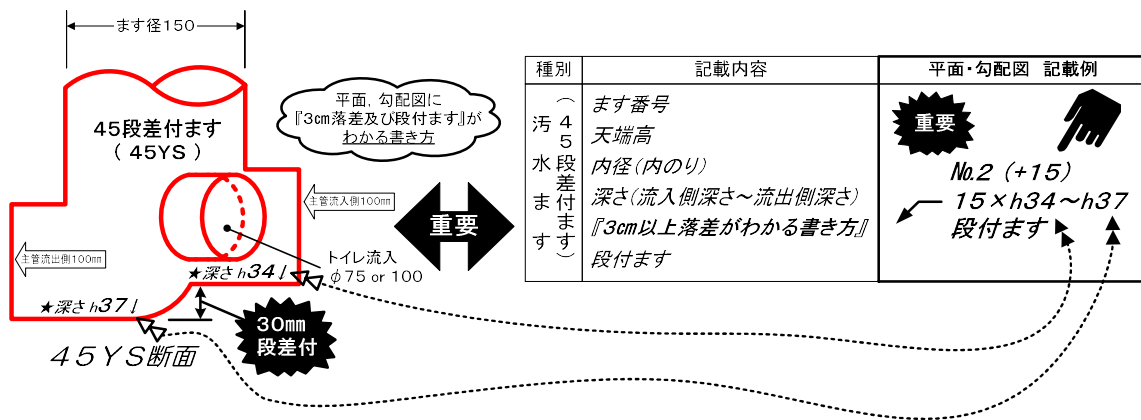 ます径150
45段差付ます
( 45YS )
主管流入側100mm
主管流出側100mm
トイレ流入
φ75 or 100
★深さh34↓
★深さh37↓
30mm
段差付
45YS断面
平面, 勾配図に
『3cm落差及び段付ます』が
わかる書き方
重要
種別
記載内容
平面・勾配図 記載例
汚水ます
(45段差付ます)
ます番号
天端高
内径(内のり)
深さ(流入側深さ~流出側深さ)
『3cm以上落差がわかる書き方』
段付ます
重要
No.2 (+15)
15×h34~h37
段付ます